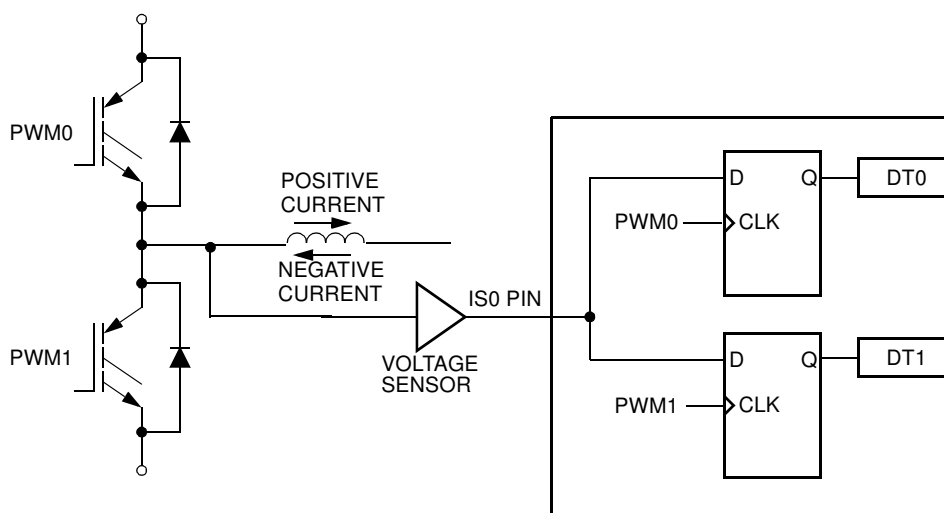 PWM0
POSITIVE
CURRENT
NEGATIVE
CURRENT
PWM1
IS0 PIN
VOLTAGE
SENSOR
D
Q
DT0
PWM0
CLK
D
Q
DT1
PWM1
CLK